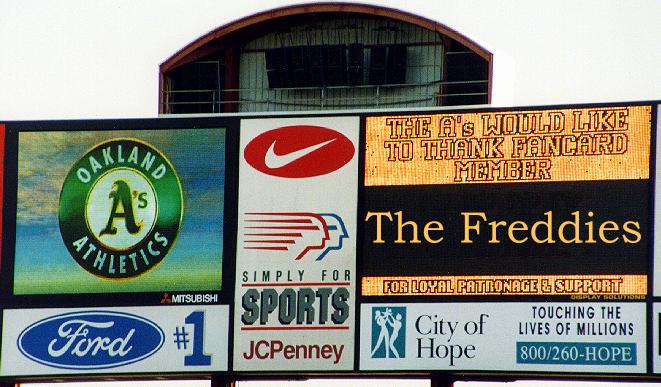 OAKLAND
A's
ATHLETICS
MITSUBISHI
Ford
#1
SIMPLY FOR
SPORTS
JCPenney
THE A's WOULD LIKE
TO THANK FANCARD
MEMBER
The Freddies
FOR LOYAL PATRONAGE & SUPPORT
DISPLAY SOLUTIONS
City of
Hope
TOUCHING THE
LIVES OF MILLIONS
800/260-HOPE